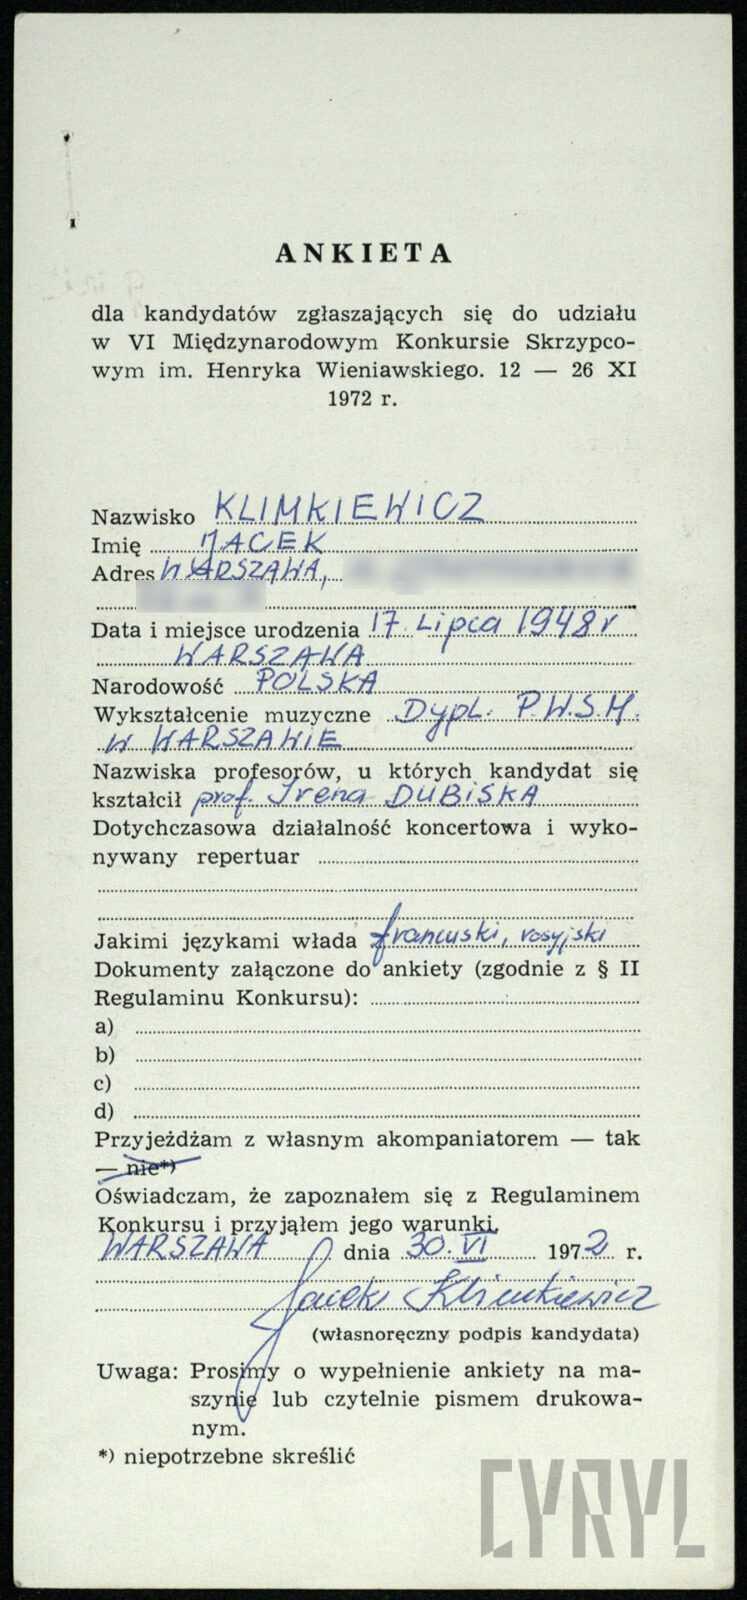 ANKIETA
dla kandydatów zgłaszających się do udziału
w VI Międzynarodowym Konkursie Skrzypco-
wym im. Henryka Wieniawskiego. 12 — 26 XI
1972 r.
Nazwisko KLIMKIEWICZ
Imię JACEK
Adres WARSZAWA,
Data i miejsce urodzenia 17 Lipca 1948 r
WARSZAWA
Narodowość POLSKA
Wykształcenie muzyczne Dypl. P.W.S.M.
W WARSZAWIE
Nazwiska profesorów, u których kandydat się
kształcił prof. Irena DUBISKA
Dotychczasowa działalność koncertowa i wyko-
nywany repertuar
Jakimi językami włada francuski, rosyjski
Dokumenty załączone do ankiety (zgodnie z § II
Regulaminu Konkursu):
a)
b)
c)
d)
Przyjeżdżam z własnym akompaniatorem — tak
— nie*)
Oświadczam, że zapoznałem się z Regulaminem
Konkursu i przyjąłem jego warunki.
WARSZAWA dnia 30. VI 1972 r.
Jacek Klimkiewicz
(własnoręczny podpis kandydata)
Uwaga: Prosimy o wypełnienie ankiety na ma-
szynie lub czytelnie pismem drukowa-
nym.
*) niepotrzebne skreślić
CYRYL